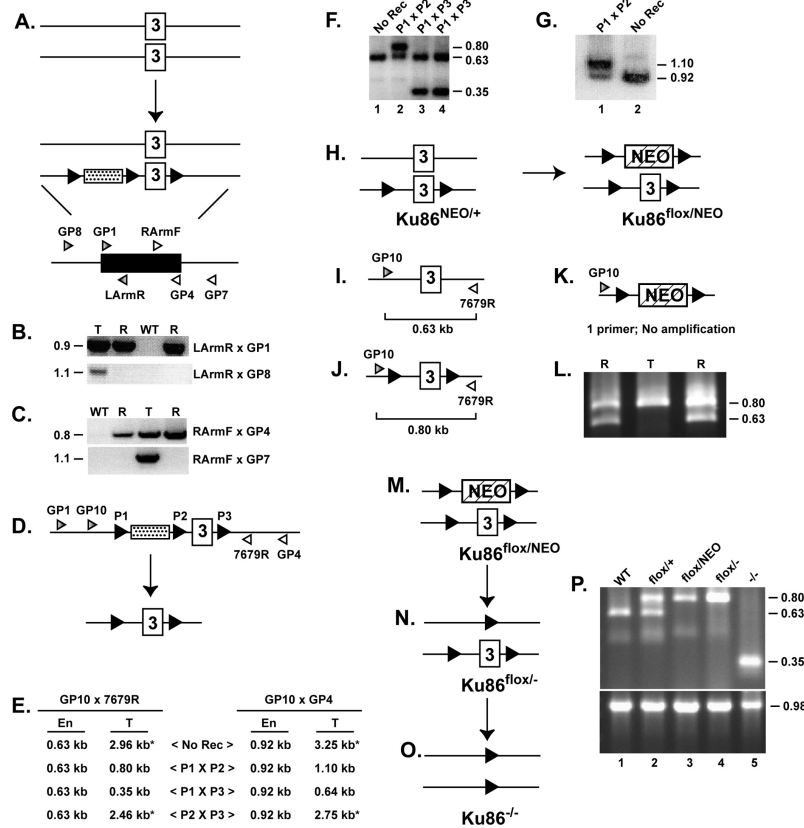 A.
3
3
3
3
GP8 GP1 RArmF
LArmR GP4 GP7
B.
T R WT R
0.9 LArmR x GP1
1.1 LArmR x GP8
C.
WT R T R
0.8 RArmF x GP4
1.1 RArmF x GP7
D.
GP1 GP10 P1 P2 P3
3
7679R GP4
3
E.
GP10 x 7679R GP10 x GP4
En T En T
0.63 kb 2.96 kb* < No Rec > 0.92 kb 3.25 kb*
0.63 kb 0.80 kb < P1 X P2 > 0.92 kb 1.10 kb
0.63 kb 0.35 kb < P1 X P3 > 0.92 kb 0.64 kb
0.63 kb 2.46 kb* < P2 X P3 > 0.92 kb 2.75 kb*
F.
No Rec P1 x P2 P1 x P3 P1 x P3
0.80
0.63
0.35
1 2 3 4
G.
P1 x P2 No Rec
1.10
0.92
1 2
H.
3
3
Ku86NEO/+
NEO
3
Ku86flox/NEO
I.
GP10
3
7679R
0.63 kb
J.
GP10
3
7679R
0.80 kb
K.
GP10
NEO
1 primer; No amplification
L.
R T R
0.80
0.63
M.
NEO
3
Ku86flox/NEO
N.
3
Ku86flox/-
O.
Ku86-/-
P.
WT flox/+ flox/NEO flox/- -/-
0.80
0.63
0.35
0.98
1 2 3 4 5